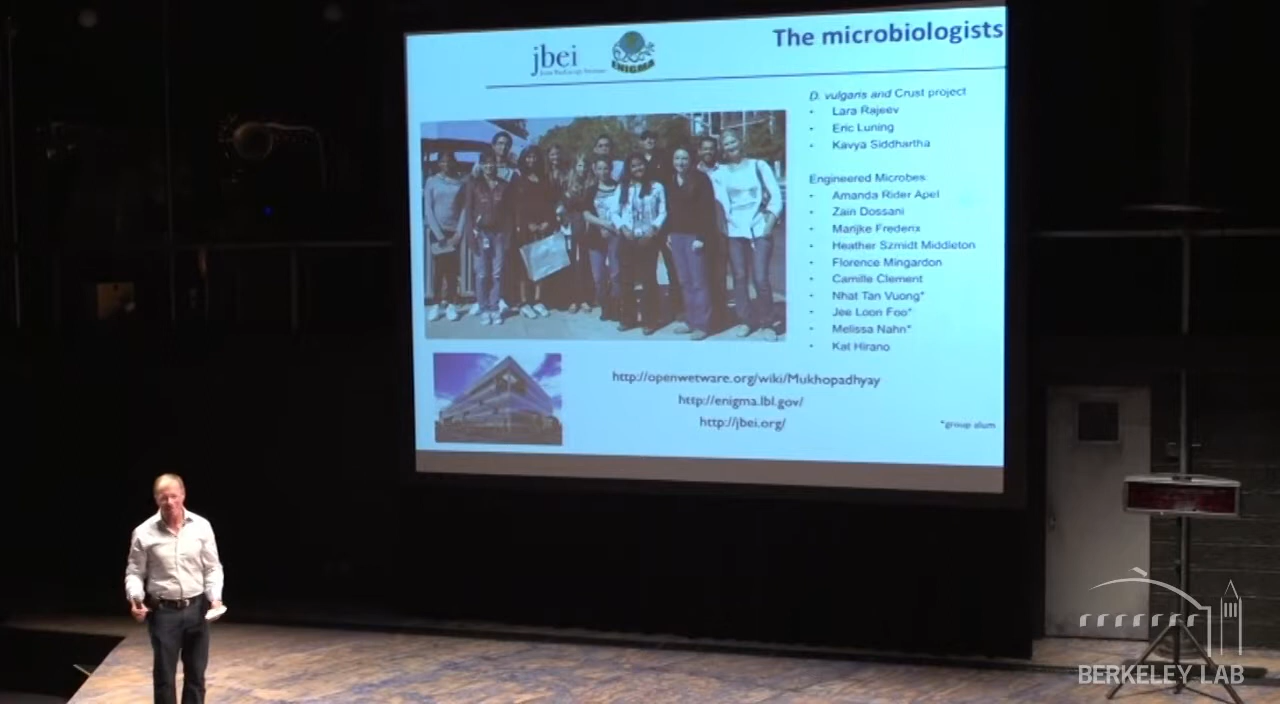 jbei
ENIGMA
The microbiologists
D. vulgaris and Crust project
• Lara Rajeev
• Eric Luning
• Kavya Siddhartha
Engineered Microbes
• Amanda Rider Apel
• Zain Dossani
• Marijke Frederix
• Heather Szmidt Middleton
• Florence Mingardon
• Camille Clement
• Nhat Tan Vuong*
• Jee Loon Foo*
• Melissa Nahn*
• Kat Hirano
http://openwetware.org/wiki/Mukhopadhyay
http://enigma.lbl.gov/
http://jbei.org/
*group alum
BERKELEY LAB